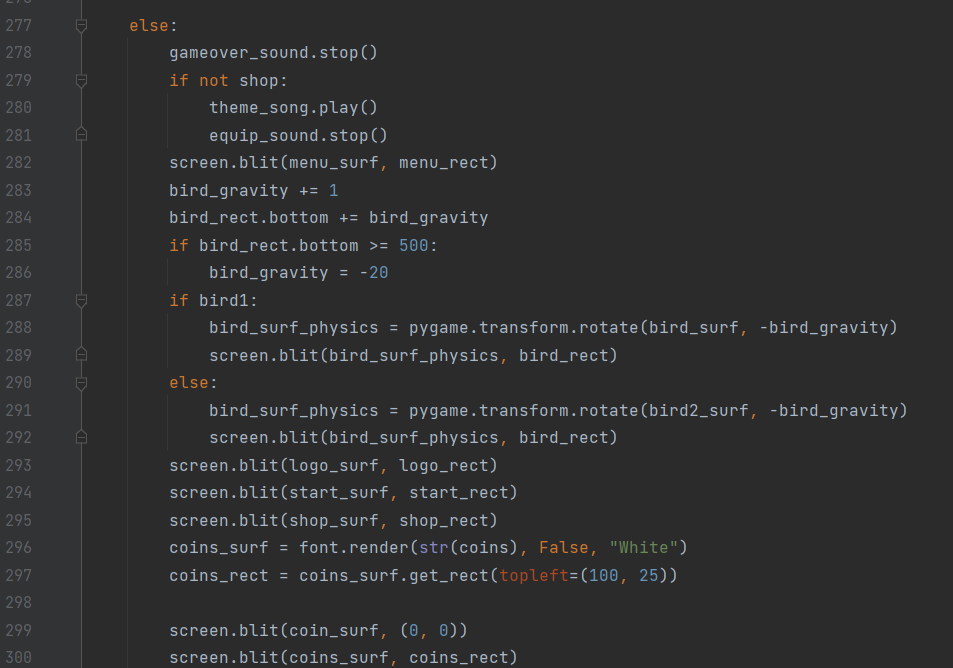 277 else:
278 gameover_sound.stop()
279 if not shop:
280 theme_song.play()
281 equip_sound.stop()
282 screen.blit(menu_surf, menu_rect)
283 bird_gravity += 1
284 bird_rect.bottom += bird_gravity
285 if bird_rect.bottom >= 500:
286 bird_gravity = -20
287 if bird1:
288 bird_surf_physics = pygame.transform.rotate(bird_surf, -bird_gravity)
289 screen.blit(bird_surf_physics, bird_rect)
290 else:
291 bird_surf_physics = pygame.transform.rotate(bird2_surf, -bird_gravity)
292 screen.blit(bird_surf_physics, bird_rect)
293 screen.blit(logo_surf, logo_rect)
294 screen.blit(start_surf, start_rect)
295 screen.blit(shop_surf, shop_rect)
296 coins_surf = font.render(str(coins), False, "White")
297 coins_rect = coins_surf.get_rect(topleft=(100, 25))
298
299 screen.blit(coin_surf, (0, 0))
300 screen.blit(coins_surf, coins_rect)